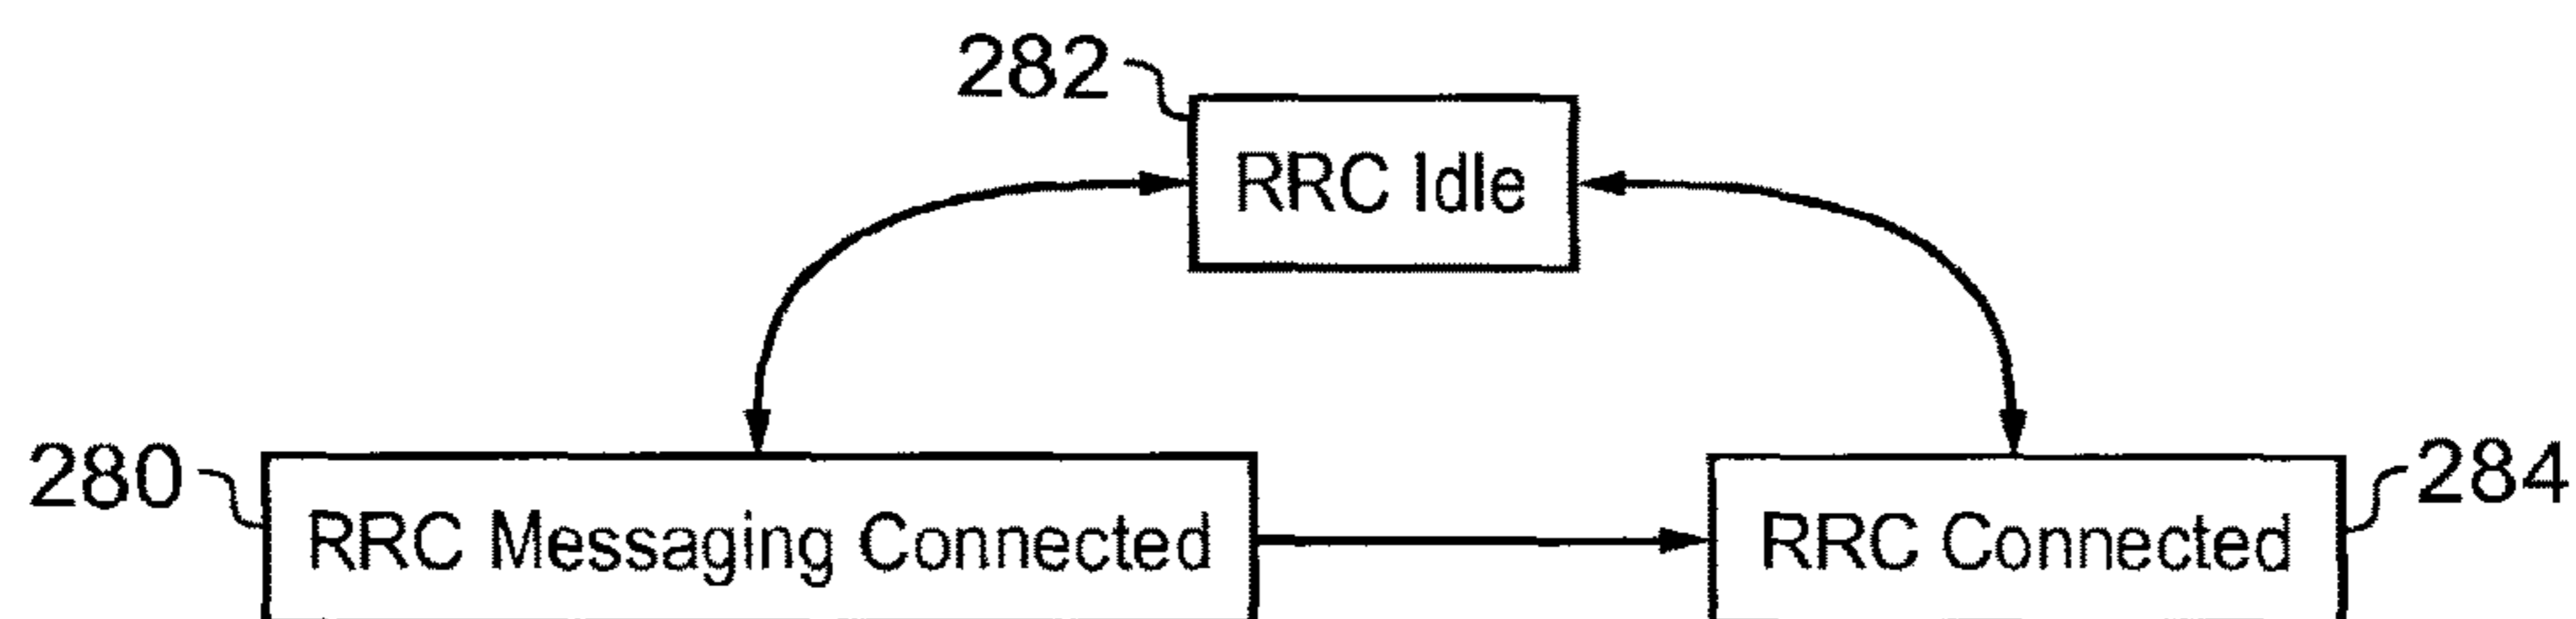 282
RRC Idle
280
RRC Messaging Connected
RRC Connected
284